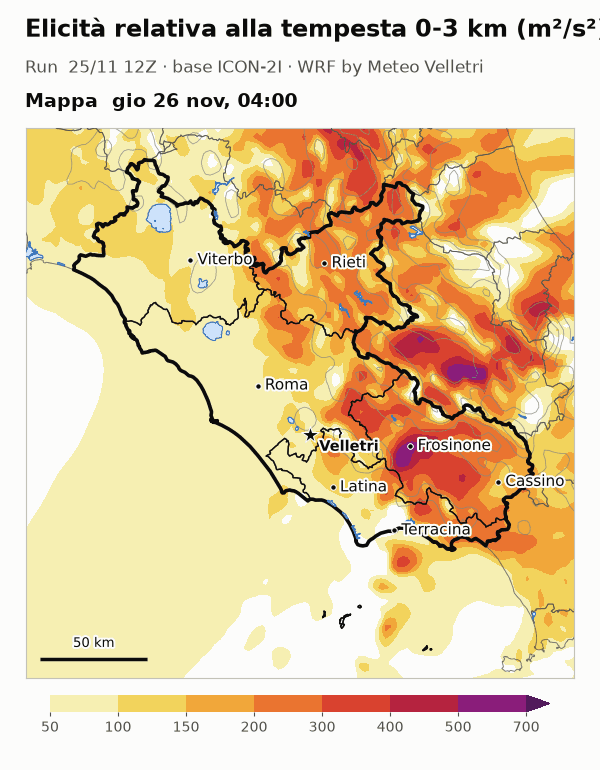 Elicità relativa alla tempesta 0-3 km (m²/s²)
Run 25/11 12Z · base ICON-2I · WRF by Meteo Velletri
Mappa gio 26 nov, 04:00
Viterbo
Rieti
Roma
Velletri
Frosinone
Latina
Cassino
Terracina
50 km
50 100 150 200 300 400 500 700